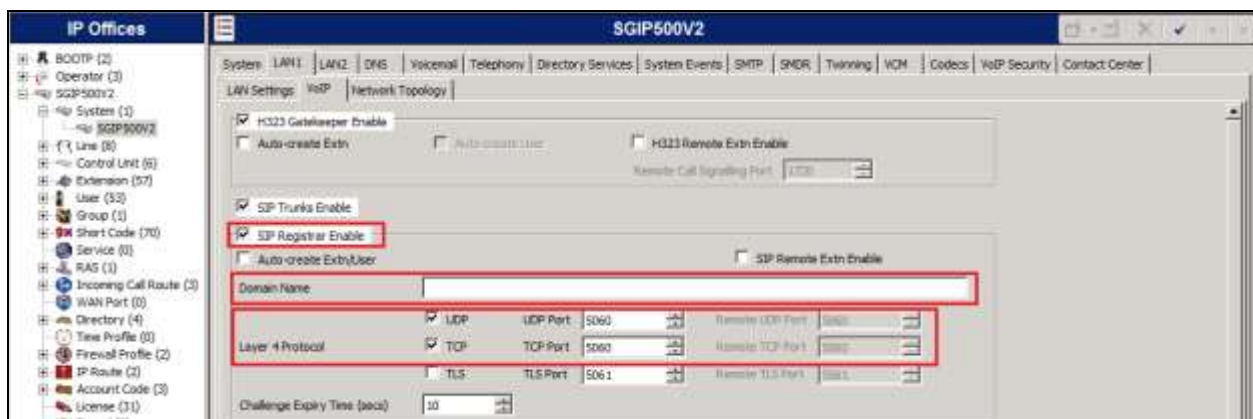 IP Offices
SGIP500V2
BOOTP (2)
Operator (3)
SGIP500V2
System (1)
SGIP500V2
Line (8)
Control Unit (6)
Extension (57)
User (53)
Group (1)
Short Code (70)
Service (0)
RAS (1)
Incoming Call Route (3)
WAN Port (0)
Directory (4)
Time Profile (0)
Firewall Profile (2)
IP Route (2)
Account Code (3)
License (31)
System LAN1 LAN2 DNS Voicemail Telephony Directory Services System Events SMTP SMDR Twinning VCM Codecs VoIP Security Contact Center
LAN Settings VoIP Network Topology
H323 Gatekeeper Enable
Auto-create Extn Auto-create User H323 Remote Extn Enable
Remote Call Signalling Port 1720
SIP Trunks Enable
SIP Registrar Enable
Auto-create Extn/User SIP Remote Extn Enable
Domain Name
UDP UDP Port 5060 Remote UDP Port 5060
Layer 4 Protocol TCP TCP Port 5060 Remote TCP Port 5060
TLS TLS Port 5061 Remote TLS Port 5061
Challenge Expiry Time (secs) 10